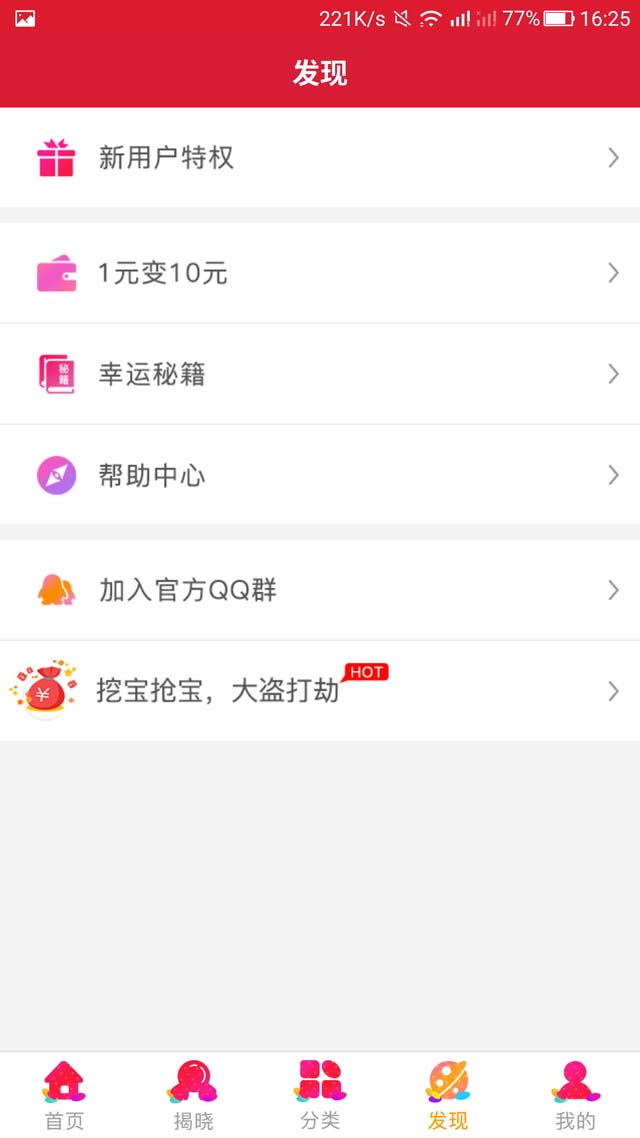 221K/s 77% 16:25
发现
新用户特权
1元变10元
秘籍
幸运秘籍
帮助中心
加入官方QQ群
挖宝抢宝，大盗打劫
HOT
首页 揭晓 分类 发现 我的